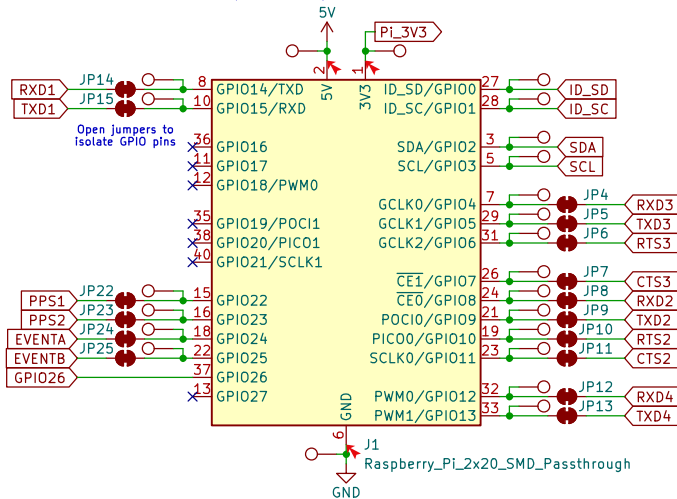 5V
Pi_3V3
2
1
5V
3V3
RXD1 JP14 8 GPIO14/TXD ID_SD/GPIO0 27 ID_SD
TXD1 JP15 10 GPIO15/RXD ID_SC/GPIO1 28 ID_SC
Open jumpers to
isolate GPIO pins
36 GPIO16 SDA/GPIO2 3 SDA
11 GPIO17 SCL/GPIO3 5 SCL
12 GPIO18/PWM0
GCLK0/GPIO4 7 JP4 RXD3
35 GPIO19/POCI1 GCLK1/GPIO5 29 JP5 TXD3
38 GPIO20/PICO1 GCLK2/GPIO6 31 JP6 RTS3
40 GPIO21/SCLK1
CE1/GPIO7 26 JP7 CTS3
PPS1 JP22 15 GPIO22 CE0/GPIO8 24 JP8 RXD2
PPS2 JP23 16 GPIO23 POCI0/GPIO9 21 JP9 TXD2
EVENTA JP24 18 GPIO24 PICO0/GPIO10 19 JP10 RTS2
EVENTB JP25 22 GPIO25 SCLK0/GPIO11 23 JP11 CTS2
GPIO26 37 GPIO26
13 GPIO27 PWM0/GPIO12 32 JP12 RXD4
PWM1/GPIO13 33 JP13 TXD4
GND
6
J1
Raspberry_Pi_2x20_SMD_Passthrough
GND